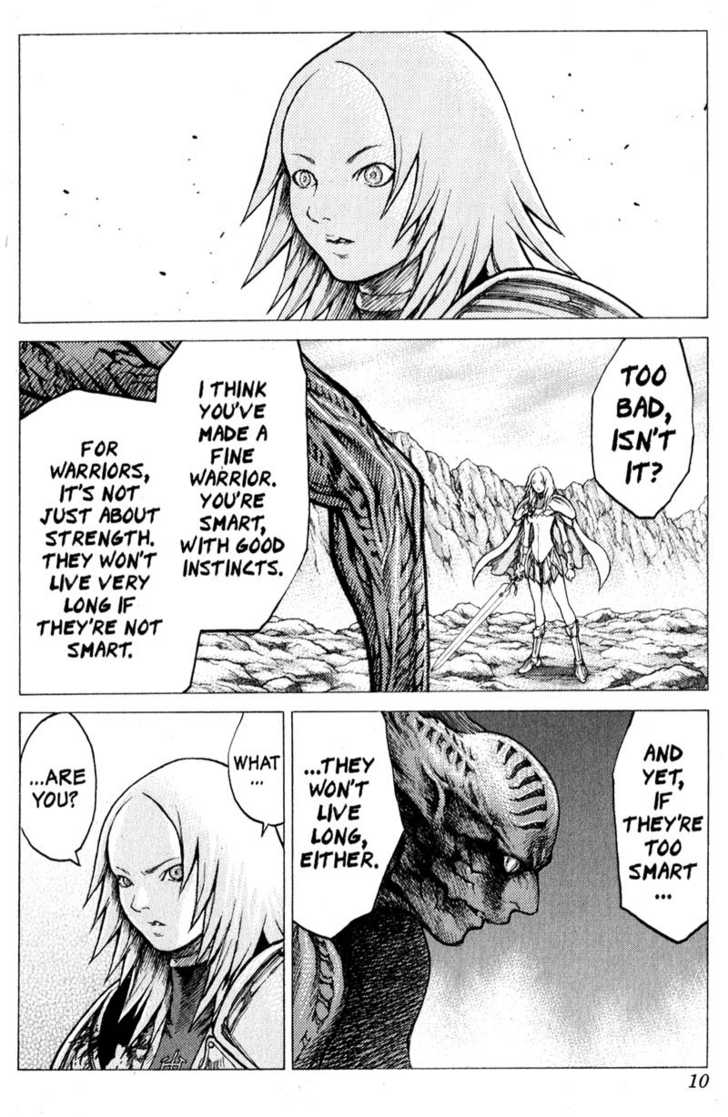 TOO
BAD,
ISN'T
IT?
I THINK
YOU'VE
MADE A
FINE
WARRIOR.
YOU'RE
SMART,
WITH GOOD
INSTINCTS.
FOR
WARRIORS,
IT'S NOT
JUST ABOUT
STRENGTH.
THEY WON'T
LIVE VERY
LONG IF
THEY'RE NOT
SMART.
AND
YET,
IF
THEY'RE
TOO
SMART
...
...THEY
WON'T
LIVE
LONG,
EITHER.
WHAT
...
...ARE
YOU?
10